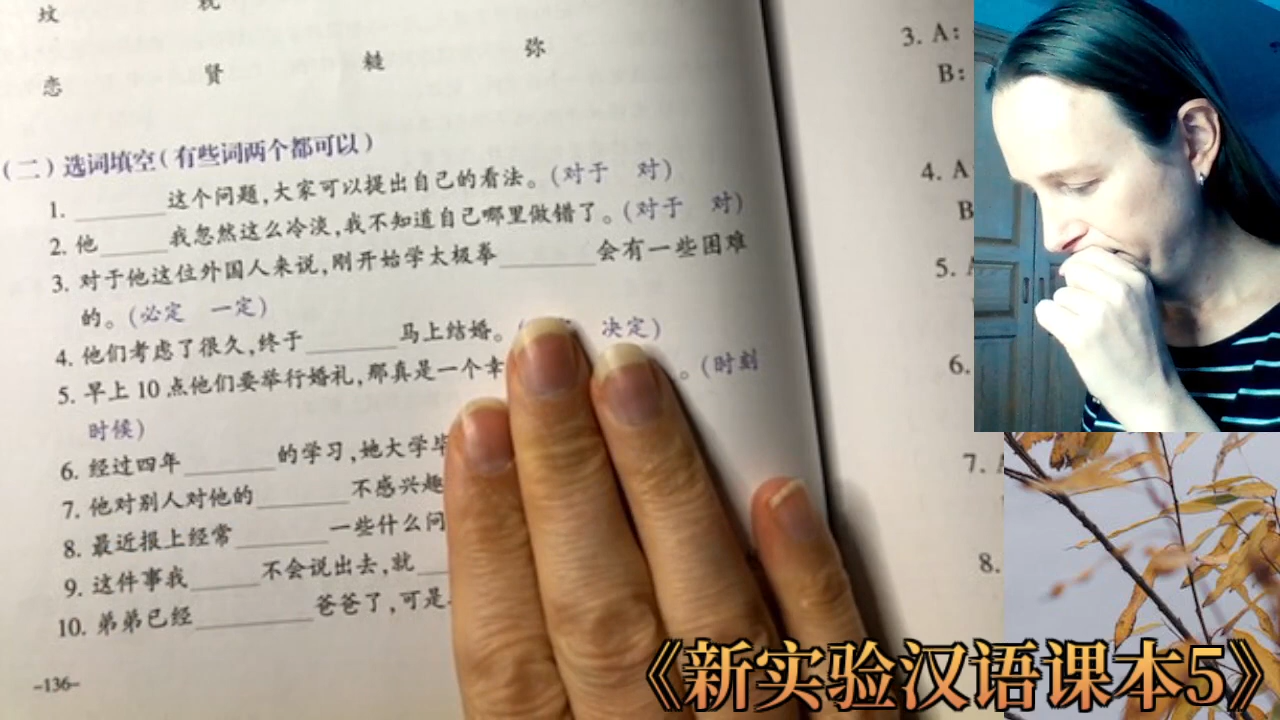 坟
恋 贤 鲢 弥
（二）选词填空（有些词两个都可以）
1. ________这个问题，大家可以提出自己的看法。（对于 对）
2. 他______我忽然这么冷淡，我不知道自己哪里做错了。（对于 对）
3. 对于他这位外国人来说，刚开始学太极拳________会有一些困难
的。（必定 一定）
4. 他们考虑了很久，终于________马上结婚。 决定）
5. 早上10点他们要举行婚礼，那真是一个幸 。（时刻
时候）
6. 经过四年________的学习，她大学毕
7. 他对别人对他的________不感兴趣
8. 最近报上经常________一些什么问
9. 这件事我______不会说出去，就__
10. 弟弟已经__________爸爸了，可是
-136-
3. A：
B：
4. A
B
5. A
6.
7.
8.
《新实验汉语课本5》